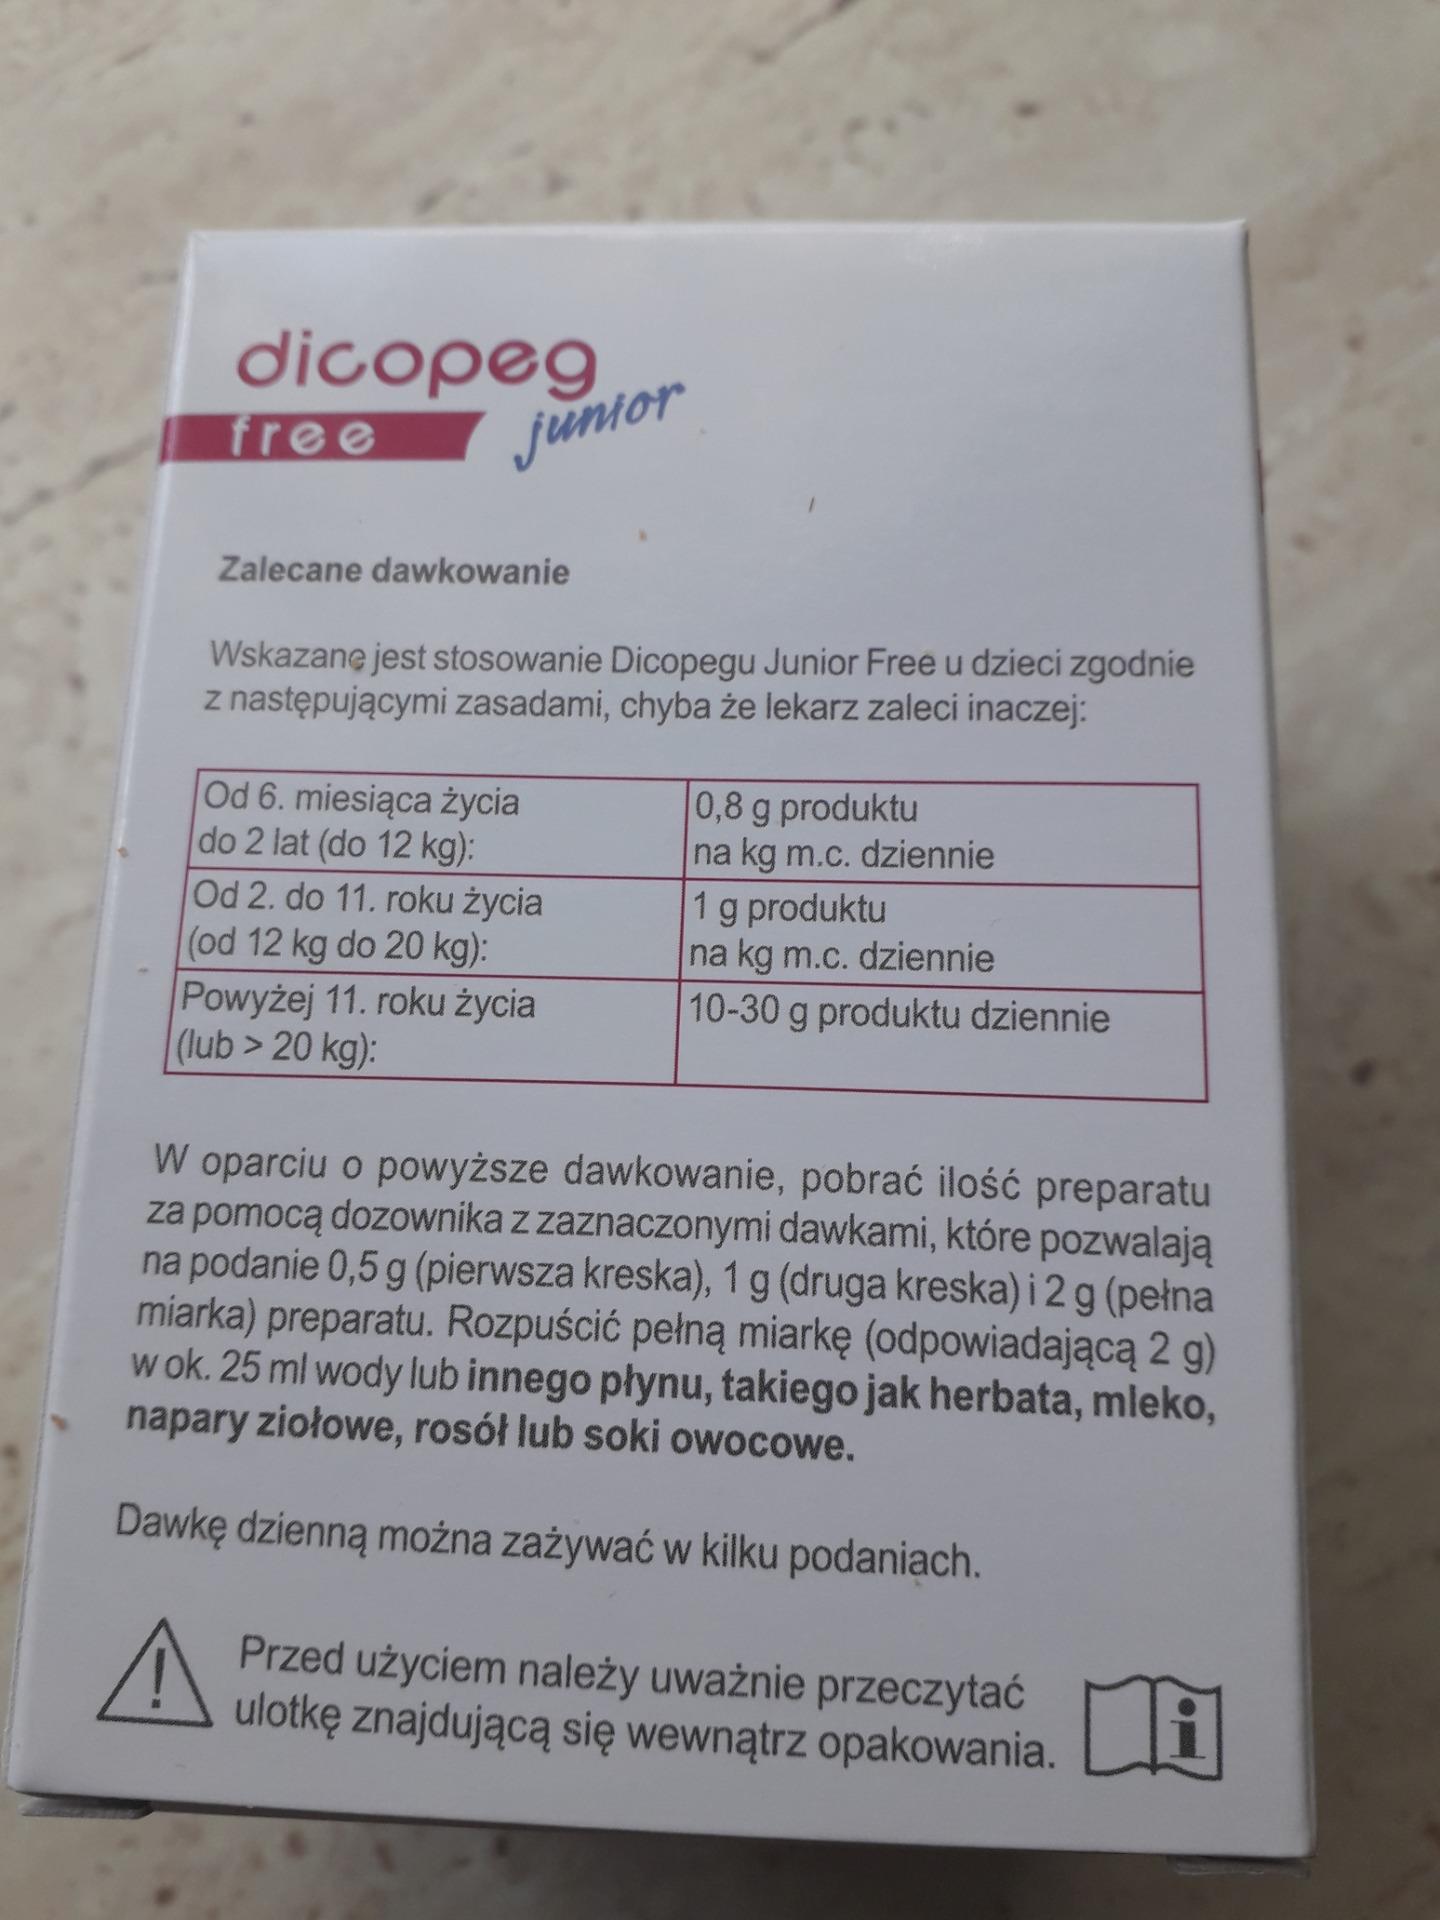 dicopeg
free junior
Zalecane dawkowanie
Wskazane jest stosowanie Dicopegu Junior Free u dzieci zgodnie
z następującymi zasadami, chyba że lekarz zaleci inaczej:
Od 6. miesiąca życia
do 2 lat (do 12 kg):
0,8 g produktu
na kg m.c. dziennie
Od 2. do 11. roku życia
(od 12 kg do 20 kg):
1 g produktu
na kg m.c. dziennie
Powyżej 11. roku życia
(lub > 20 kg):
10-30 g produktu dziennie
W oparciu o powyższe dawkowanie, pobrać ilość preparatu
za pomocą dozownika z zaznaczonymi dawkami, które pozwalają
na podanie 0,5 g (pierwsza kreska), 1 g (druga kreska) i 2 g (pełna
miarka) preparatu. Rozpuścić pełną miarkę (odpowiadającą 2 g)
w ok. 25 ml wody lub innego płynu, takiego jak herbata, mleko,
napary ziołowe, rosół lub soki owocowe.
Dawkę dzienną można zażywać w kilku podaniach.
Przed użyciem należy uważnie przeczytać
ulotkę znajdującą się wewnątrz opakowania.